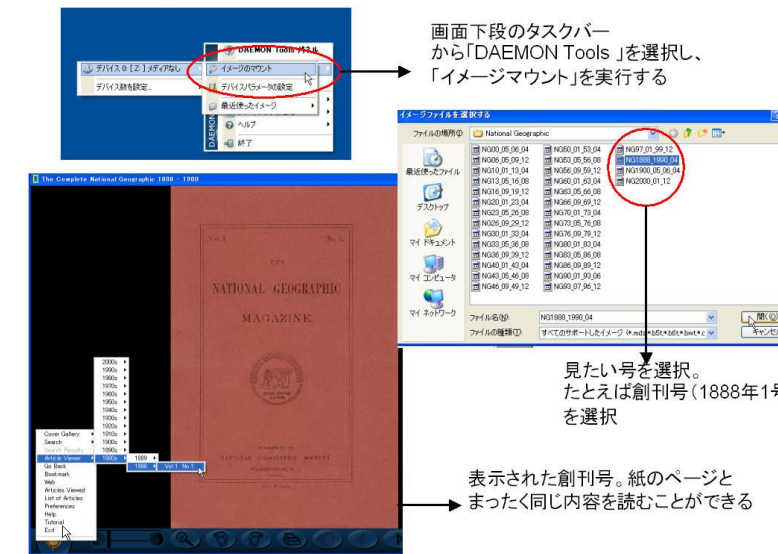 画面下段のタスクバー
から「DAEMON Tools 」を選択し、
「イメージマウント」を実行する
DAEMON Tools パネル
デバイス 0 [Z:] メディアなし
デバイス数を設定...
イメージのマウント
デバイスパラメータの設定
最近使ったイメージ
ヘルプ
終了
DAEMON
イメージファイルを選択する
ファイルの場所(I):
National Geographic
最近使ったファイル
デスクトップ
マイ ドキュメント
マイ コンピュータ
マイ ネットワーク
NG00_05_06_04
NG06_05_09_12
NG10_01_13_04
NG13_05_16_08
NG16_09_19_12
NG20_01_23_04
NG23_05_26_08
NG26_09_29_12
NG30_01_33_04
NG33_05_36_08
NG36_09_39_12
NG40_01_43_04
NG43_05_46_08
NG46_09_49_12
NG50_01_53_04
NG53_05_56_08
NG56_09_59_12
NG60_01_63_04
NG63_05_66_08
NG66_09_69_12
NG70_01_73_04
NG73_05_76_08
NG76_09_79_12
NG80_01_83_04
NG83_05_86_08
NG86_09_89_12
NG90_01_93_06
NG93_07_96_12
NG97_01_99_12
NG1888_1990_04
NG1900_05_06_04
NG2000_01_12
ファイル名(N):
NG1888_1990_04
開く(O)
ファイルの種類(T):
すべてのサポートしたイメージ (*.mds;*.b5t;*.b6t;*.bwt;*.c
キャンセル
見たい号を選択。
たとえば創刊号(1888年1号
を選択
The Complete National Geographic 1888 - 1900
Vol. I.
No. 1.
THE
NATIONAL GEOGRAPHIC
MAGAZINE.
PUBLISHED BY THE
NATIONAL GEOGRAPHIC SOCIETY
WASHINGTON, D. C.
2000s
1990s
1980s
1970s
1960s
1950s
1940s
1930s
1920s
1910s
1900s
1890s
1880s
1889
1888
Vol 1 No 1
Cover Gallery
Search
Search Results
Article Viewer
Go Back
Bookmark
Web
Articles Viewed
List of Articles
Preferences
Help
Tutorial
Exit
表示された創刊号。紙のページと
まったく同じ内容を読むことができる